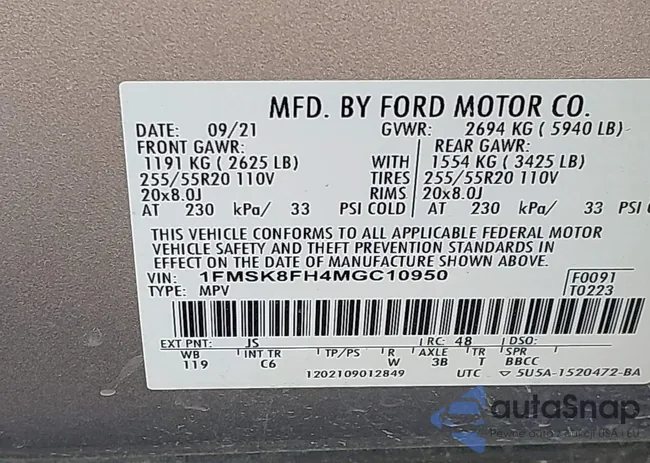 MFD. BY FORD MOTOR CO.
DATE: 09/21 GVWR: 2694 KG ( 5940 LB)
FRONT GAWR: REAR GAWR:
1191 KG ( 2625 LB) WITH 1554 KG ( 3425 LB)
255/55R20 110V TIRES 255/55R20 110V
20x8.0J RIMS 20x8.0J
AT 230 kPa/ 33 PSI COLD AT 230 kPa/ 33 PSI
THIS VEHICLE CONFORMS TO ALL APPLICABLE FEDERAL MOTOR
VEHICLE SAFETY AND THEFT PREVENTION STANDARDS IN
EFFECT ON THE DATE OF MANUFACTURE SHOWN ABOVE.
VIN: 1FMSK8FH4MGC10950 F0091
TYPE: MPV T0223
EXT PNT: JS RC: 48 DSO:
WB INT TR TP/PS R AXLE TR SPR
119 C6 W 3B T BBCC
1202109012849 UTC 5U5A-1520472-BA
autoSnap
Pewne auto z aukcji USA i EU